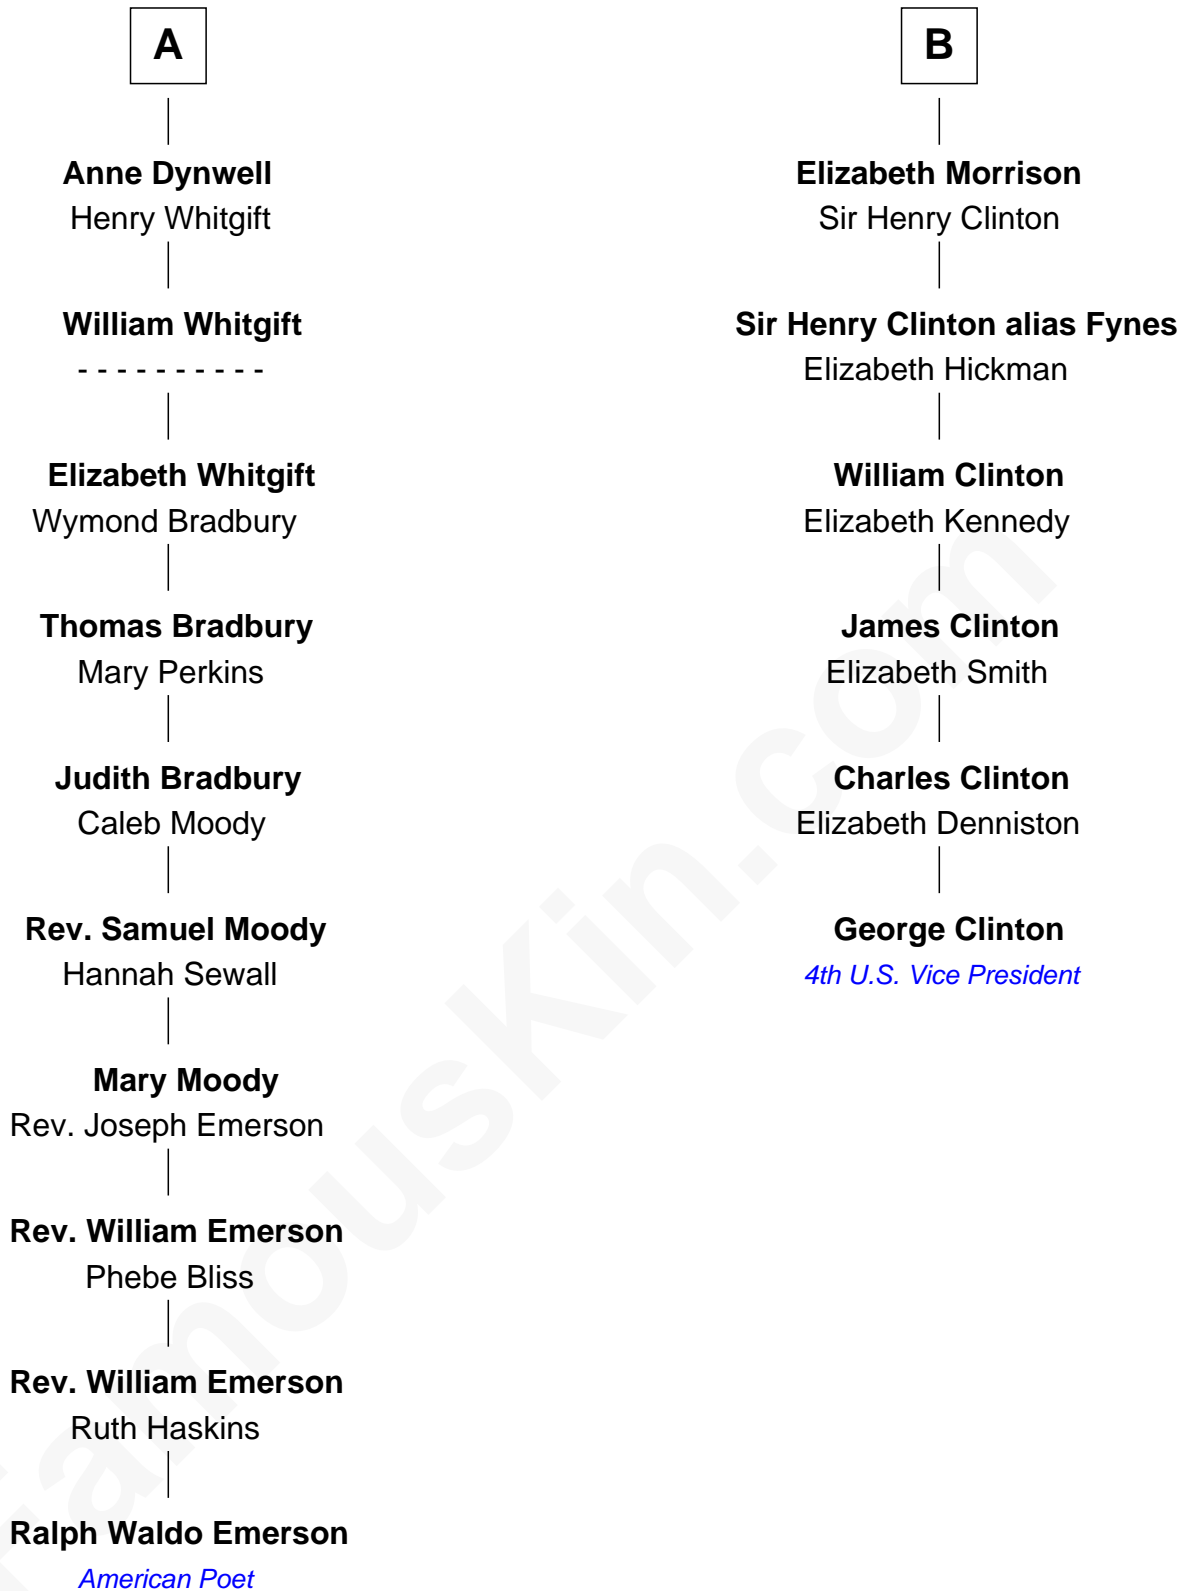 A
Anne Dynwell
Henry Whitgift
William Whitgift
- - - - - - - - - -
Elizabeth Whitgift
Wymond Bradbury
Thomas Bradbury
Mary Perkins
Judith Bradbury
Caleb Moody
Rev. Samuel Moody
Hannah Sewall
Mary Moody
Rev. Joseph Emerson
Rev. William Emerson
Phebe Bliss
Rev. William Emerson
Ruth Haskins
Ralph Waldo Emerson
American Poet
B
Elizabeth Morrison
Sir Henry Clinton
Sir Henry Clinton alias Fynes
Elizabeth Hickman
William Clinton
Elizabeth Kennedy
James Clinton
Elizabeth Smith
Charles Clinton
Elizabeth Denniston
George Clinton
4th U.S. Vice President
FamousKin.com